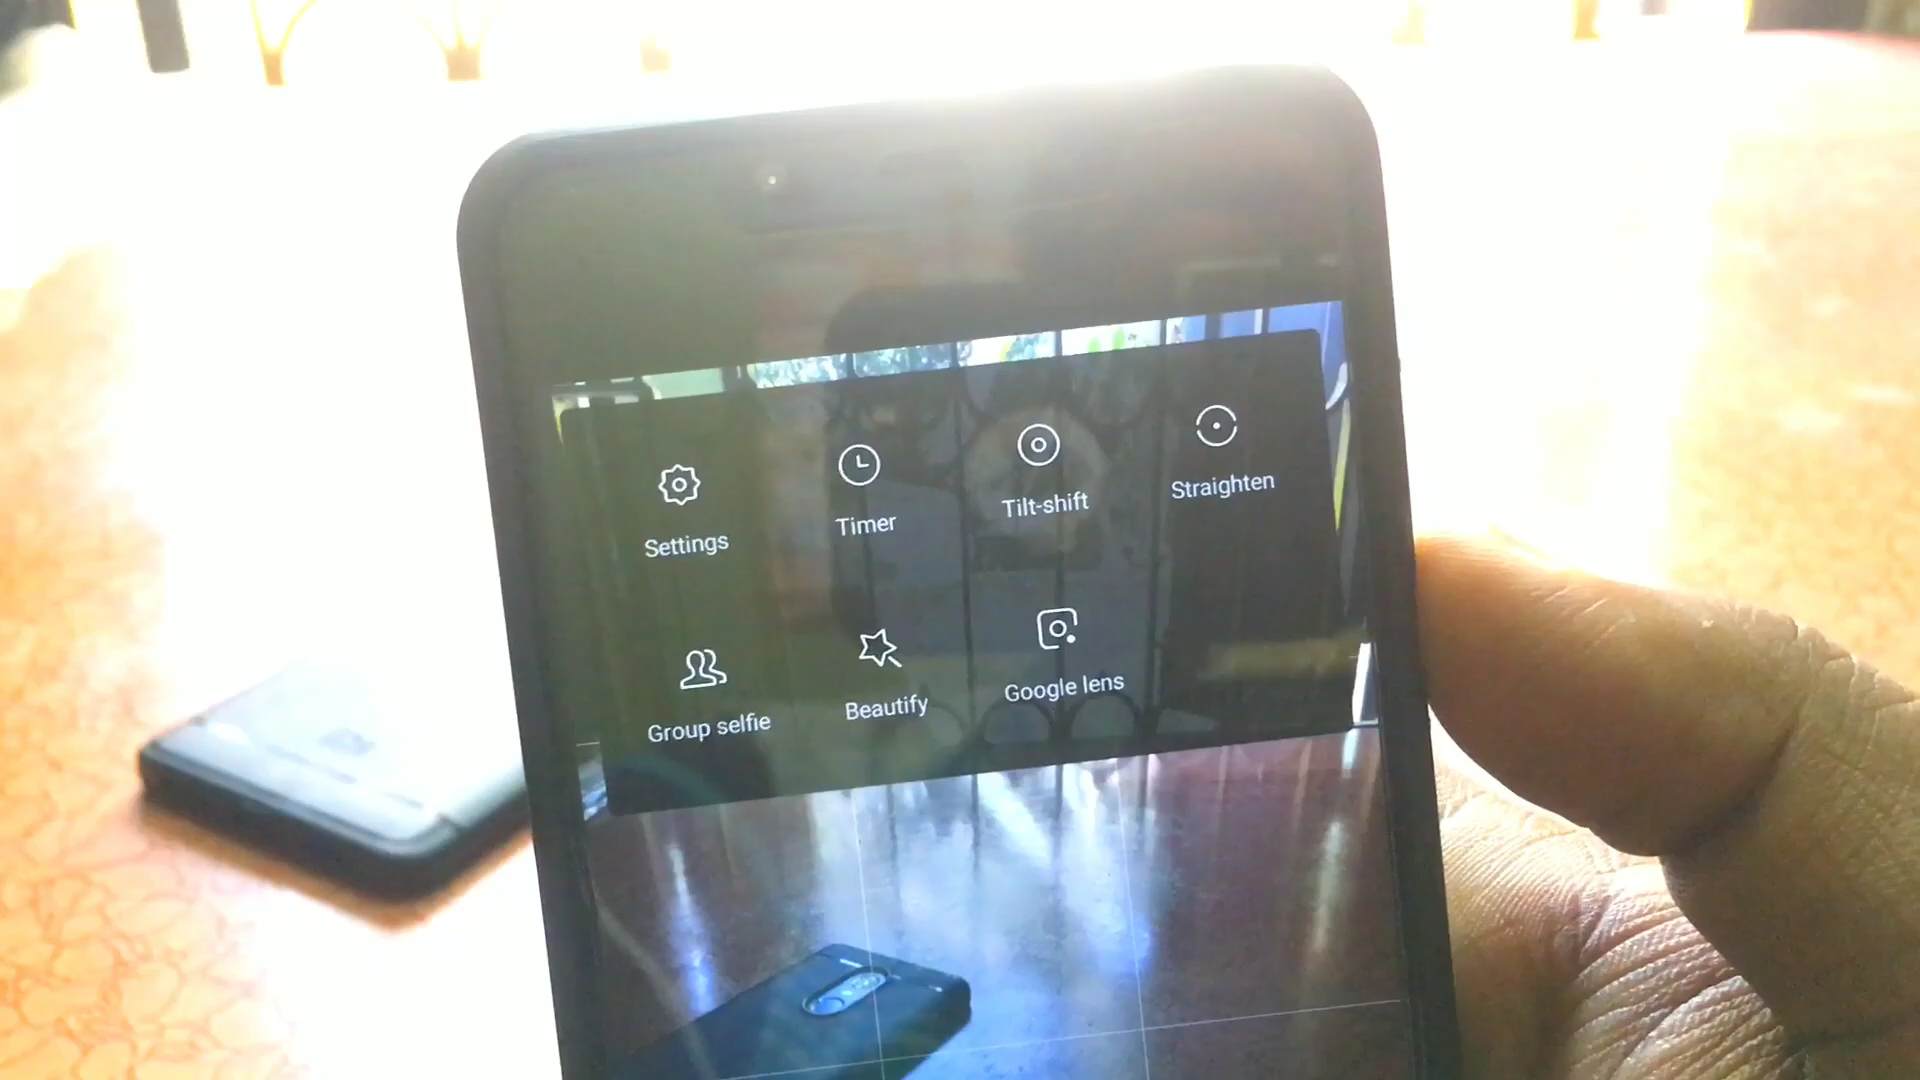 Settings
Timer
Tilt-shift
Straighten
Group selfie
Beautify
Google lens